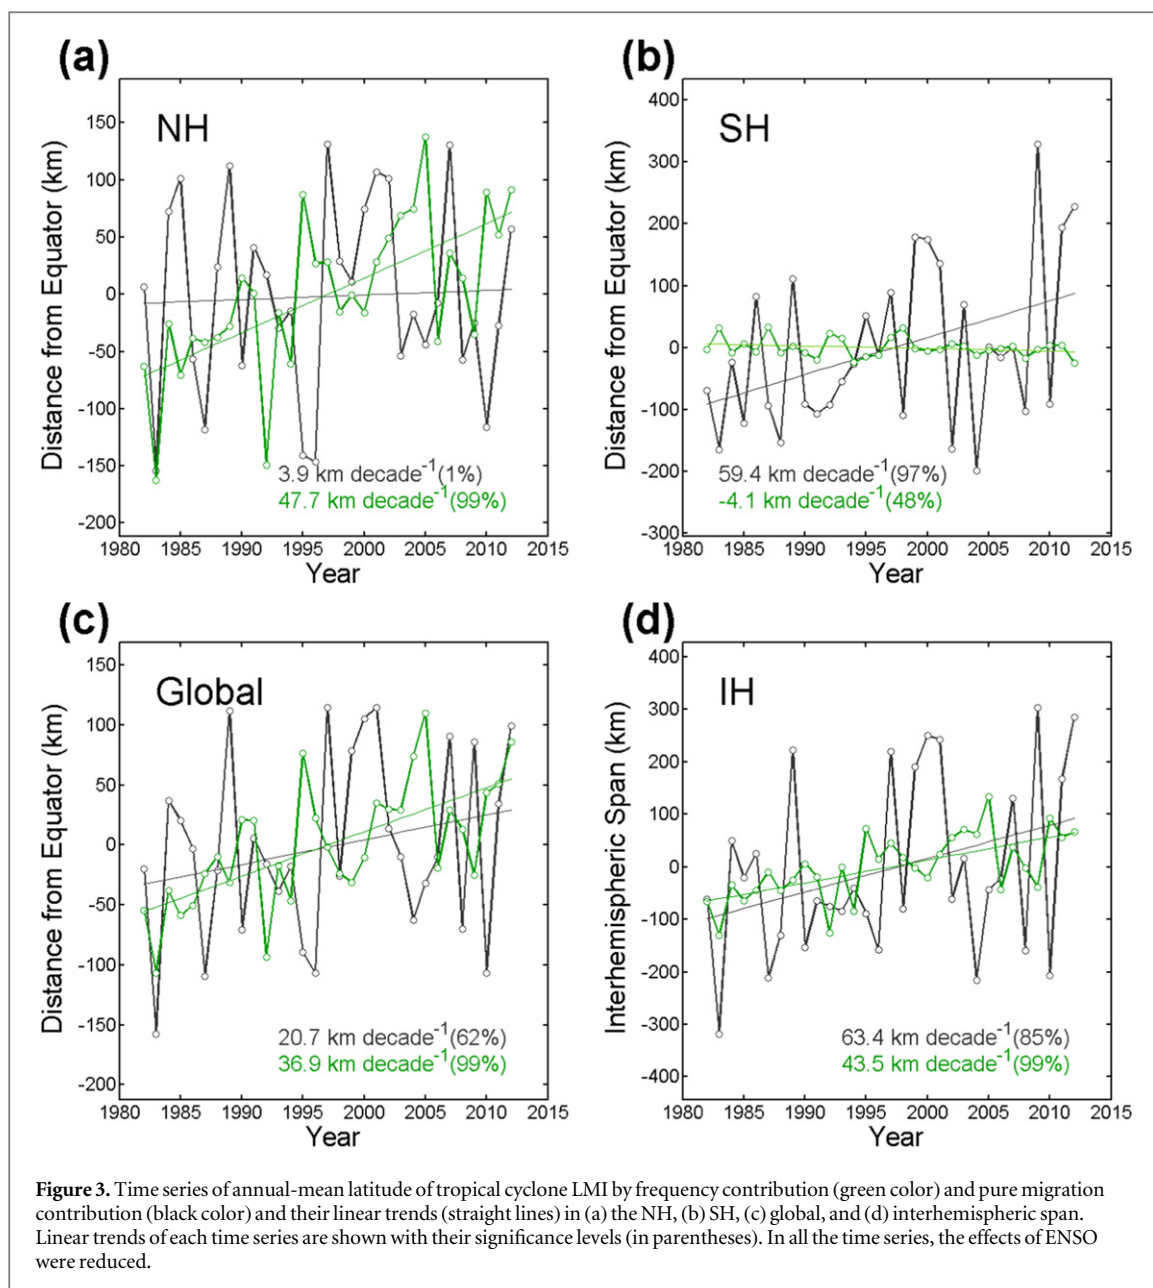 (a)
NH
Distance from Equator (km)
150
100
50
0
-50
-100
-150
-200
3.9 km decade⁻¹(1%)
47.7 km decade⁻¹(99%)
1980 1985 1990 1995 2000 2005 2010 2015
Year
(b)
SH
Distance from Equator (km)
400
300
200
100
0
-100
-200
-300
59.4 km decade⁻¹(97%)
-4.1 km decade⁻¹(48%)
1980 1985 1990 1995 2000 2005 2010 2015
Year
(c)
Global
Distance from Equator (km)
150
100
50
0
-50
-100
-150
-200
20.7 km decade⁻¹(62%)
36.9 km decade⁻¹(99%)
1980 1985 1990 1995 2000 2005 2010 2015
Year
(d)
IH
Interhemispheric Span (km)
400
300
200
100
0
-100
-200
-300
-400
63.4 km decade⁻¹(85%)
43.5 km decade⁻¹(99%)
1980 1985 1990 1995 2000 2005 2010 2015
Year
Figure 3. Time series of annual-mean latitude of tropical cyclone LMI by frequency contribution (green color) and pure migration
contribution (black color) and their linear trends (straight lines) in (a) the NH, (b) SH, (c) global, and (d) interhemispheric span.
Linear trends of each time series are shown with their significance levels (in parentheses). In all the time series, the effects of ENSO
were reduced.